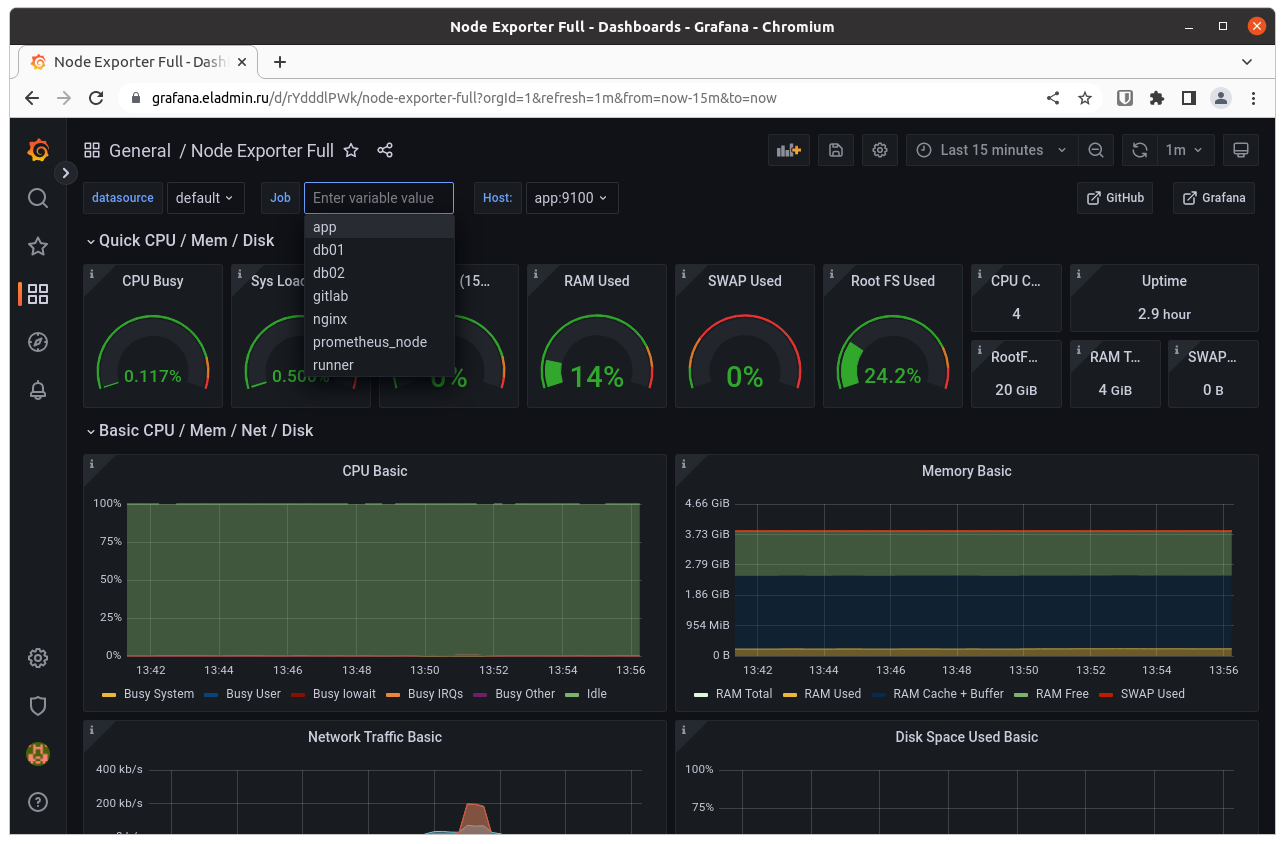 Node Exporter Full - Dashboards - Grafana - Chromium
Node Exporter Full - Dash
grafana.eladmin.ru/d/rYdddlPWk/node-exporter-full?orgId=1&refresh=1m&from=now-15m&to=now
General / Node Exporter Full
Last 15 minutes
1m
datasource default Job Enter variable value Host: app:9100 GitHub Grafana
app
db01
db02
gitlab
nginx
prometheus_node
runner
Quick CPU / Mem / Disk
CPU Busy
0.117%
Sys Load
(15...
0%
RAM Used
14%
SWAP Used
0%
Root FS Used
24.2%
CPU C...
4
Uptime
2.9 hour
RootF...
20 GiB
RAM T...
4 GiB
SWAP...
0 B
Basic CPU / Mem / Net / Disk
CPU Basic
100%
75%
50%
25%
0%
13:42 13:44 13:46 13:48 13:50 13:52 13:54 13:56
Busy System Busy User Busy Iowait Busy IRQs Busy Other Idle
Memory Basic
4.66 GiB
3.73 GiB
2.79 GiB
1.86 GiB
954 MiB
0 B
13:42 13:44 13:46 13:48 13:50 13:52 13:54 13:56
RAM Total RAM Used RAM Cache + Buffer RAM Free SWAP Used
Network Traffic Basic
400 kb/s
200 kb/s
Disk Space Used Basic
100%
75%